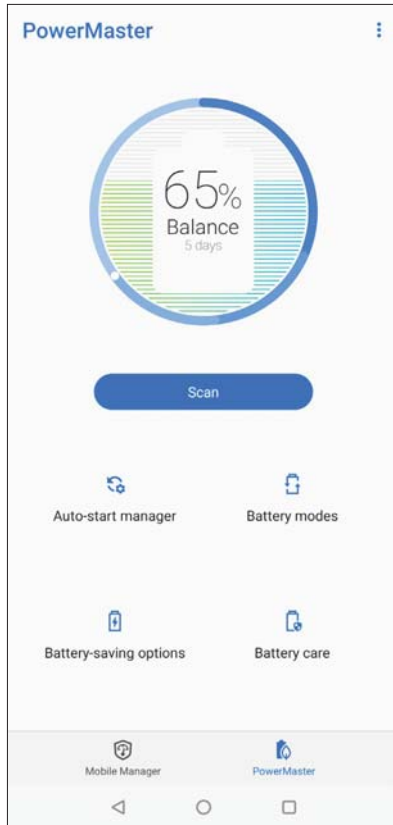 PowerMaster
65%
Balance
5 days
Scan
Auto-start manager
Battery modes
Battery-saving options
Battery care
Mobile Manager
PowerMaster